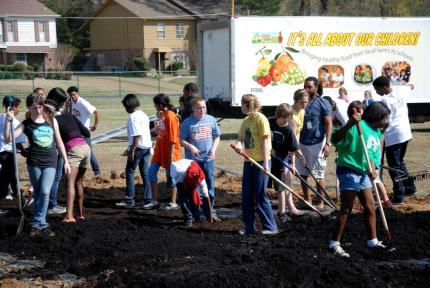 IT'S ALL ABOUT OUR CHILDREN!
Bringing healthy food from local farms to schools